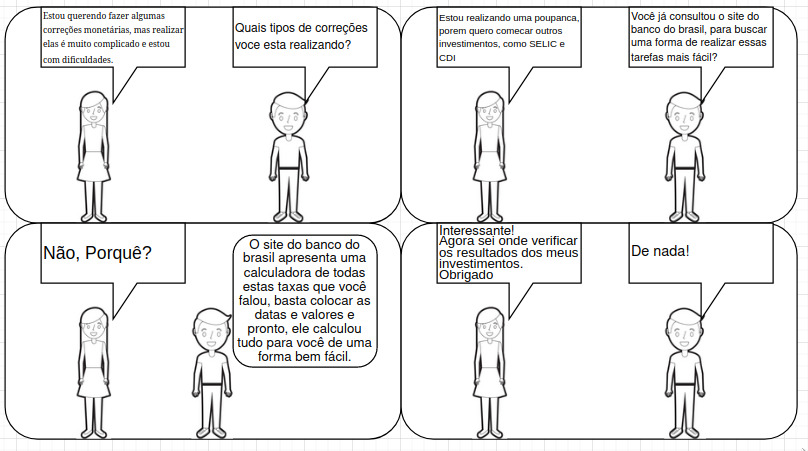 Estou querendo fazer algumas
correções monetárias, mas realizar
elas é muito complicado e estou
com dificuldades.
Quais tipos de correções
voce esta realizando?
Estou realizando uma poupança,
porem quero comecar outros
investimentos, como SELIC e
CDI
Você já consultou o site do
banco do brasil, para buscar
uma forma de realizar essas
tarefas mais fácil?
Não, Porquê?
O site do banco do
brasil apresenta uma
calculadora de todas
estas taxas que você
falou, basta colocar as
datas e valores e
pronto, ele calculou
tudo para você de uma
forma bem fácil.
Interessante!
Agora sei onde verificar
os resultados dos meus
investimentos.
Obrigado
De nada!